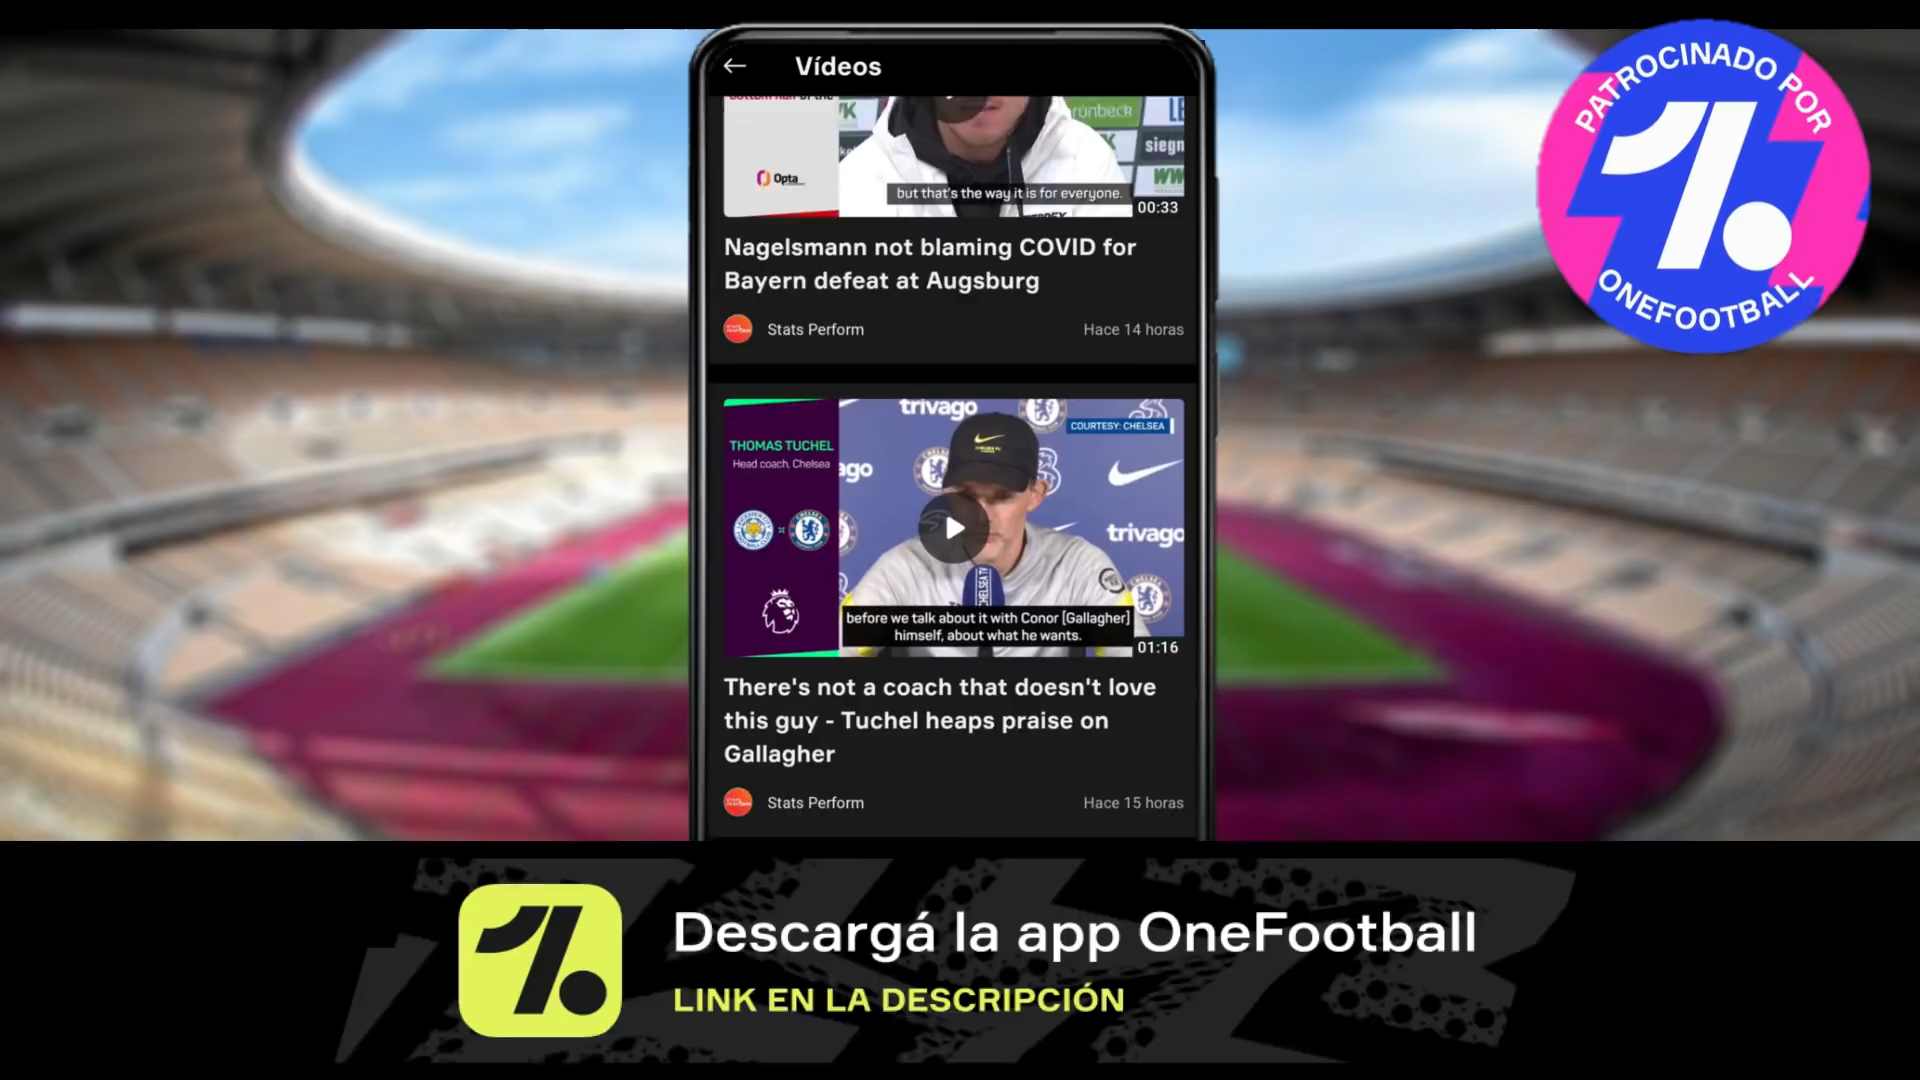 Vídeos
PATROCINADO POR
ONEFOOTBALL
Opta
but that's the way it is for everyone.
00:33
Nagelsmann not blaming COVID for
Bayern defeat at Augsburg
Stats Perform
Hace 14 horas
trivago
COURTESY: CHELSEA
THOMAS TUCHEL
Head coach, Chelsea
trivago
before we talk about it with Conor [Gallagher]
himself, about what he wants.
01:16
There's not a coach that doesn't love
this guy - Tuchel heaps praise on
Gallagher
Stats Perform
Hace 15 horas
Descargá la app OneFootball
LINK EN LA DESCRIPCIÓN